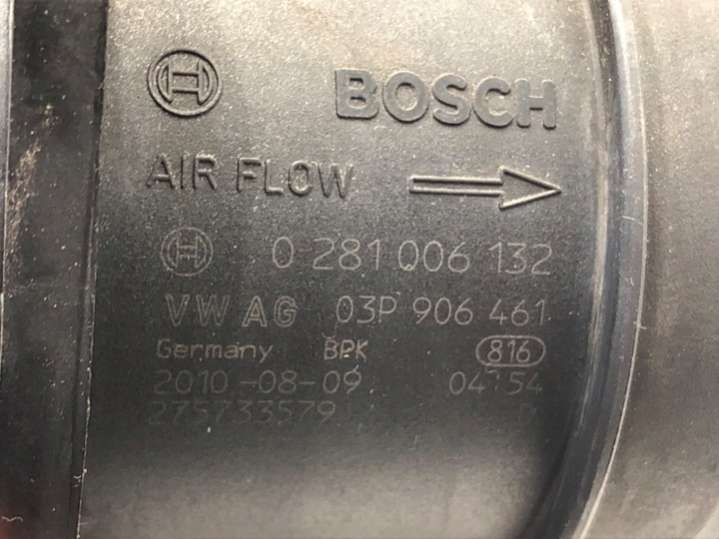 BOSCH
AIR FLOW
0 281 006 132
VW AG 03P 906 461
Germany BPK 816
2010-08-09 04:54
275733579